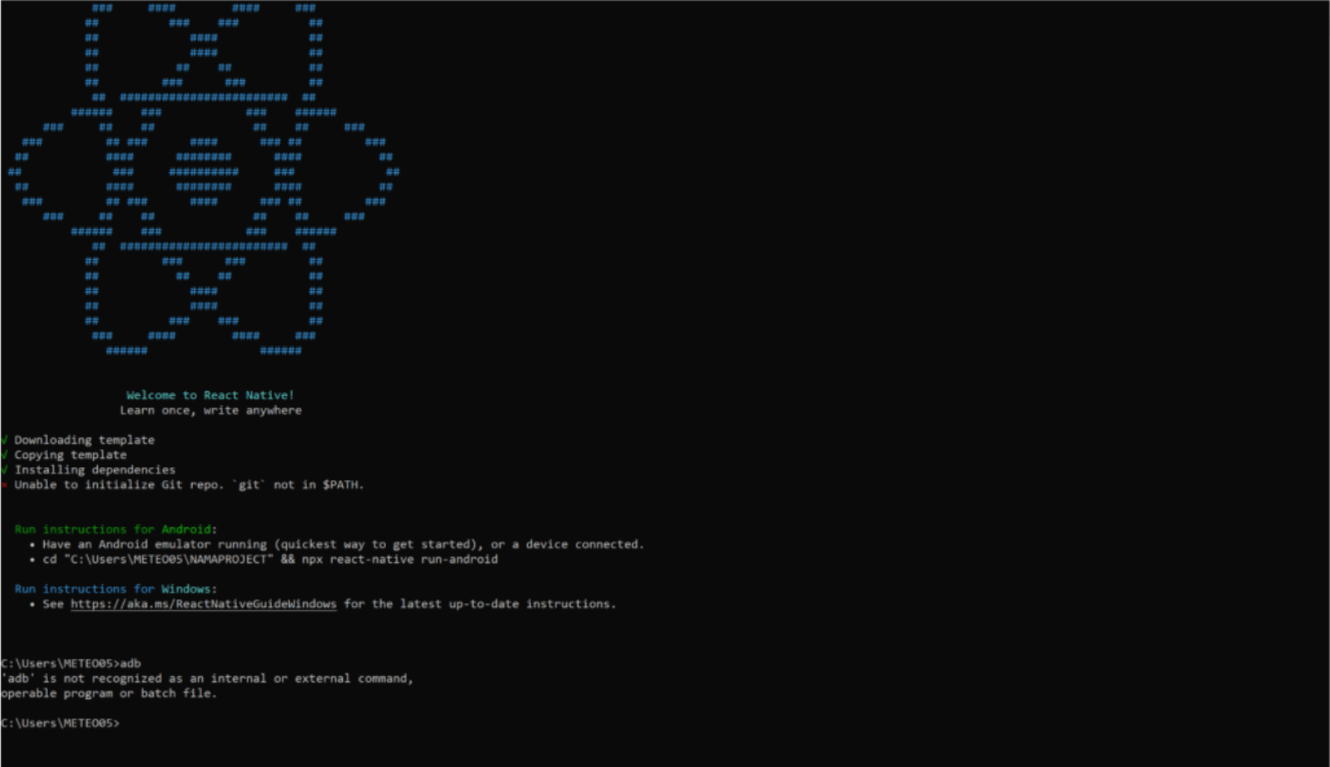 Welcome to React Native!
Learn once, write anywhere
√ Downloading template
√ Copying template
√ Installing dependencies
× Unable to initialize Git repo. `git` not in $PATH.
Run instructions for Android:
• Have an Android emulator running (quickest way to get started), or a device connected.
• cd "C:\Users\METEO05\NAMAPROJECT" && npx react-native run-android
Run instructions for Windows:
• See https://aka.ms/ReactNativeGuideWindows for the latest up-to-date instructions.
C:\Users\METEO05>adb
'adb' is not recognized as an internal or external command,
operable program or batch file.
C:\Users\METEO05>